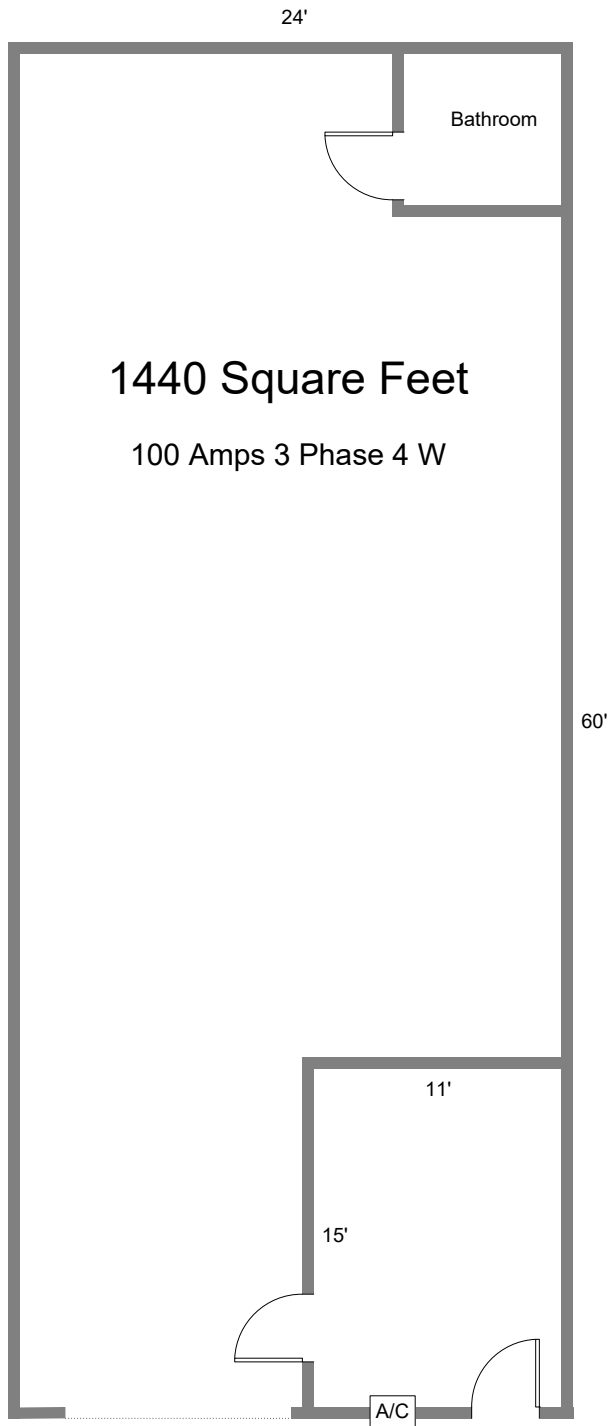 24'
Bathroom
1440 Square Feet
100 Amps 3 Phase 4 W
60'
11'
15'
A/C